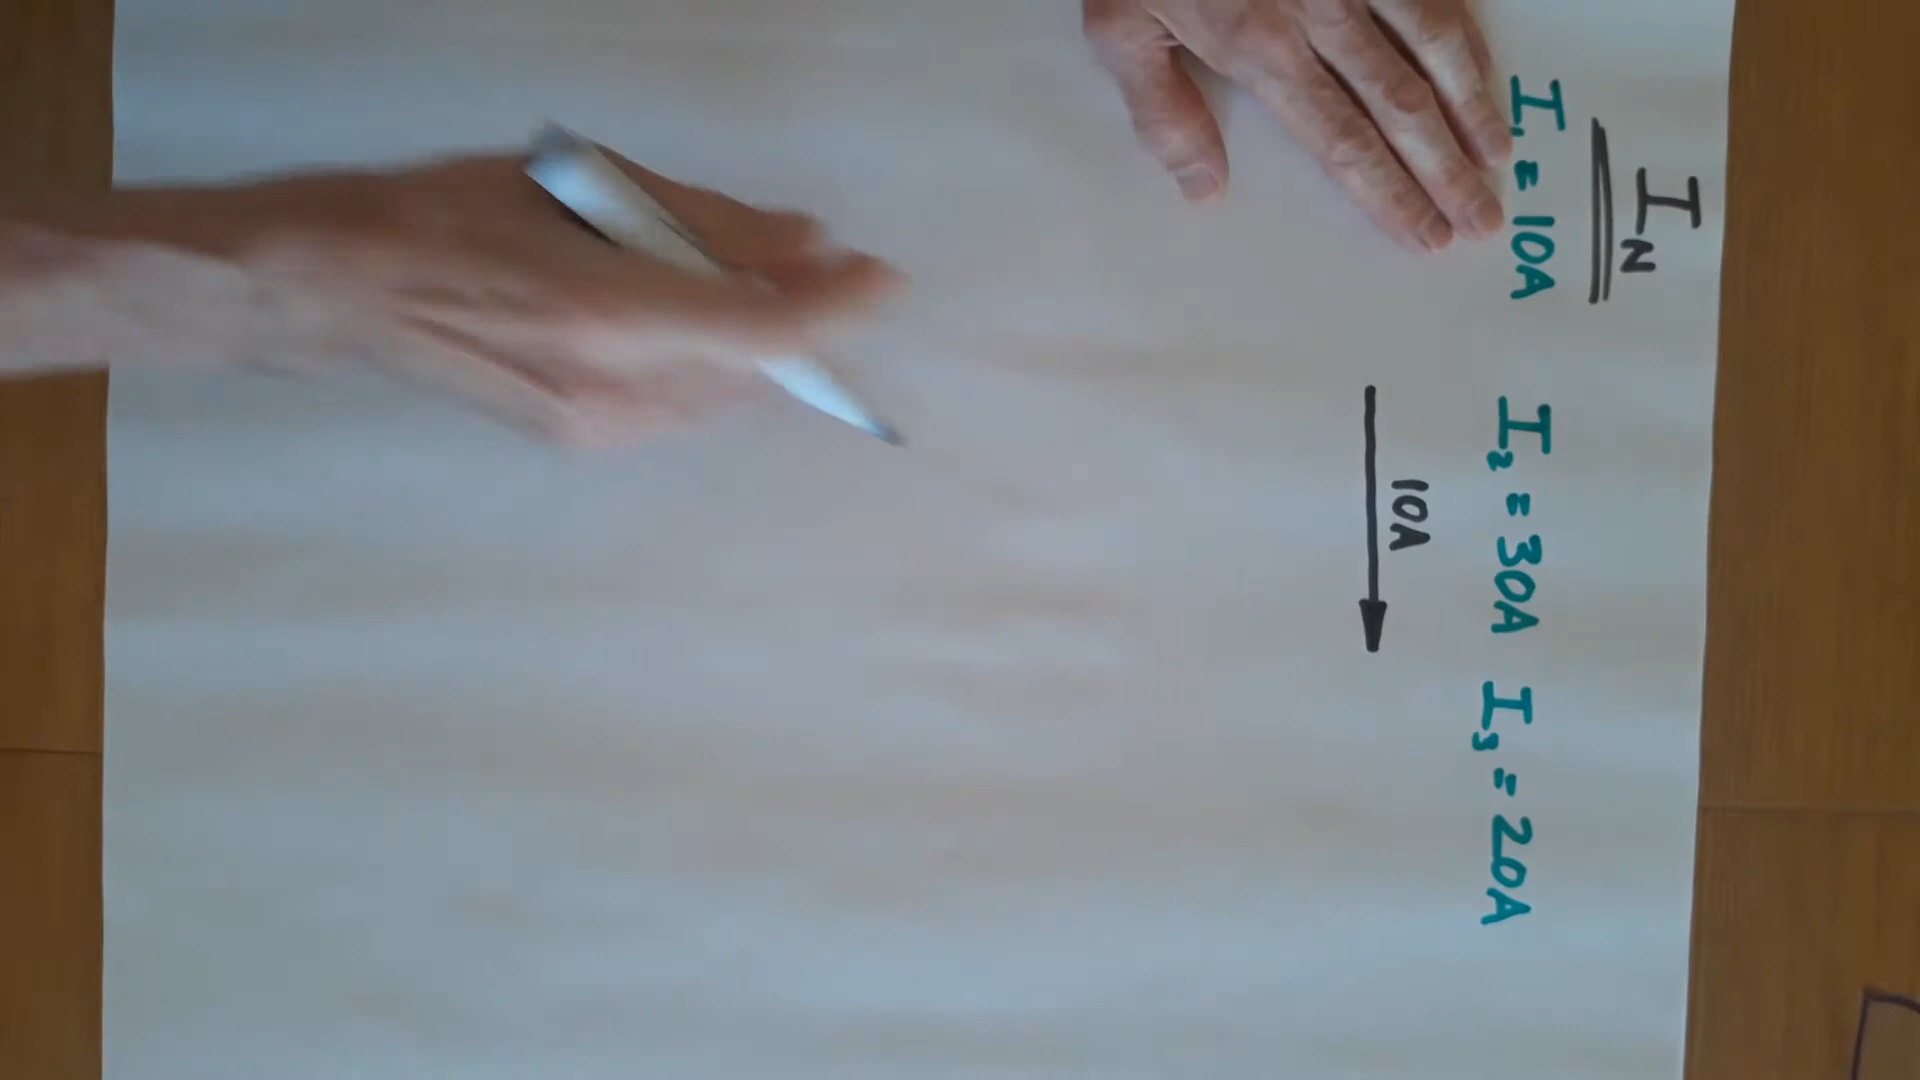 I_N
I₁ = 10A I₂ = 30A I₃ = 20A
10A